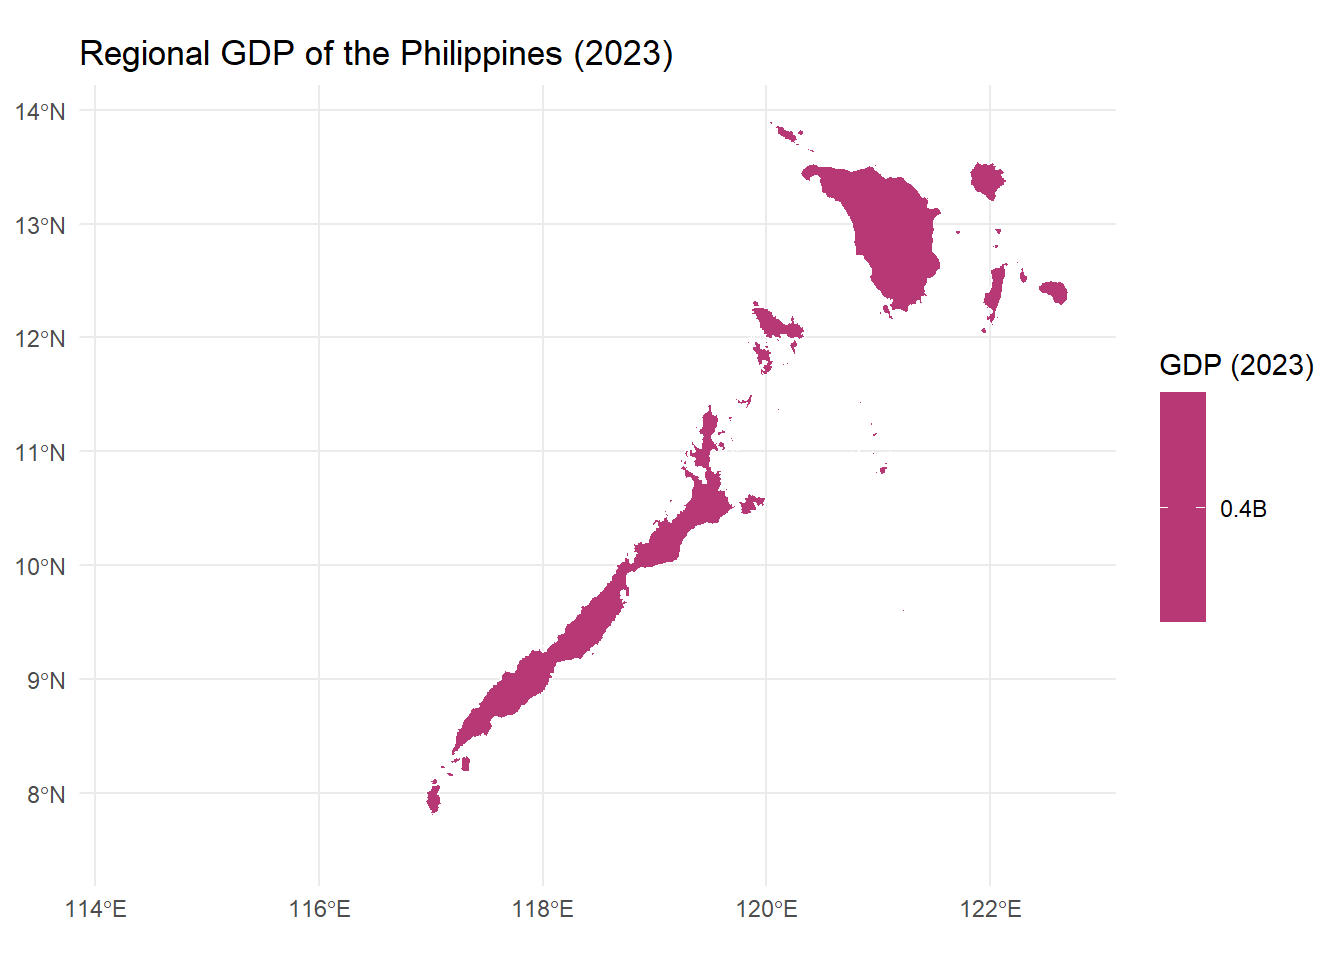 Regional GDP of the Philippines (2023)
14°N
13°N
12°N
11°N
10°N
9°N
8°N
114°E
116°E
118°E
120°E
122°E
GDP (2023)
0.4B